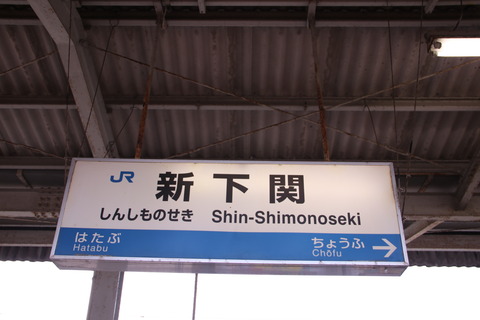 JR 新下関
しんしものせき Shin-Shimonoseki
はたぶ ちょうふ →
Hatabu Chōfu